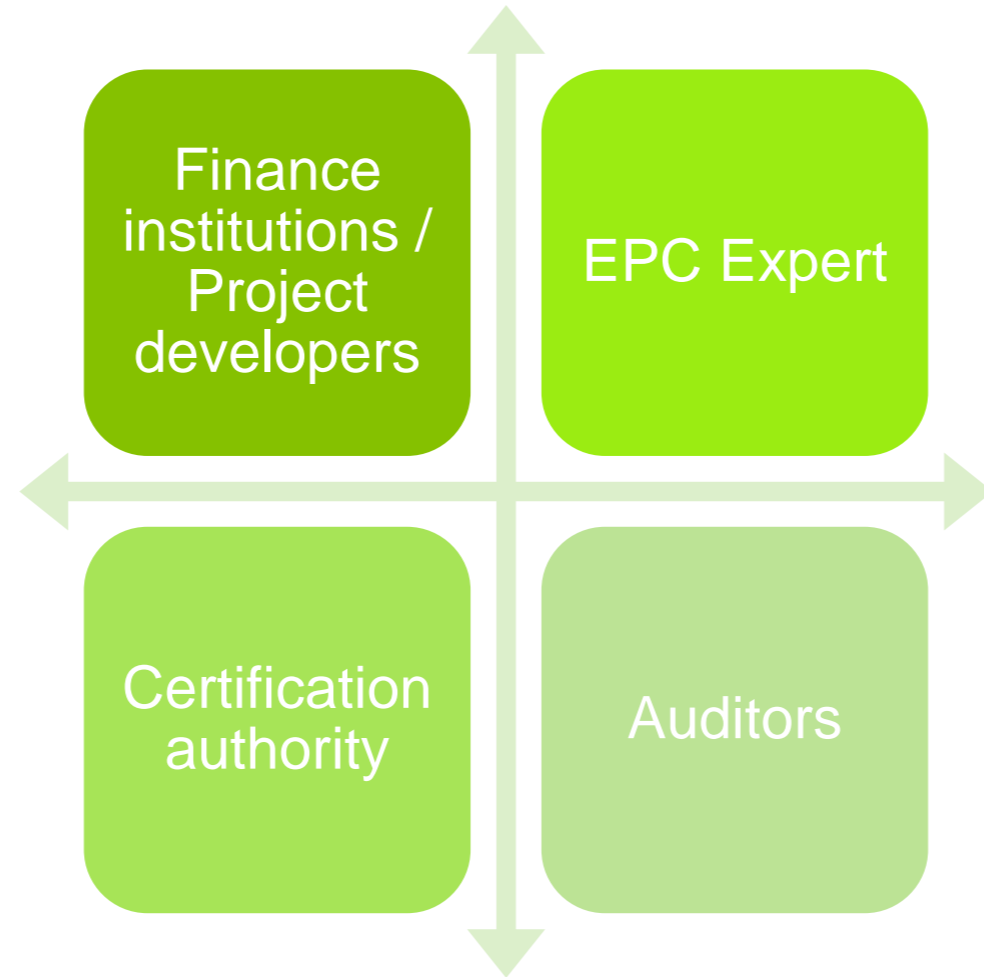 Finance
institutions /
Project
developers
EPC Expert
Certification
authority
Auditors